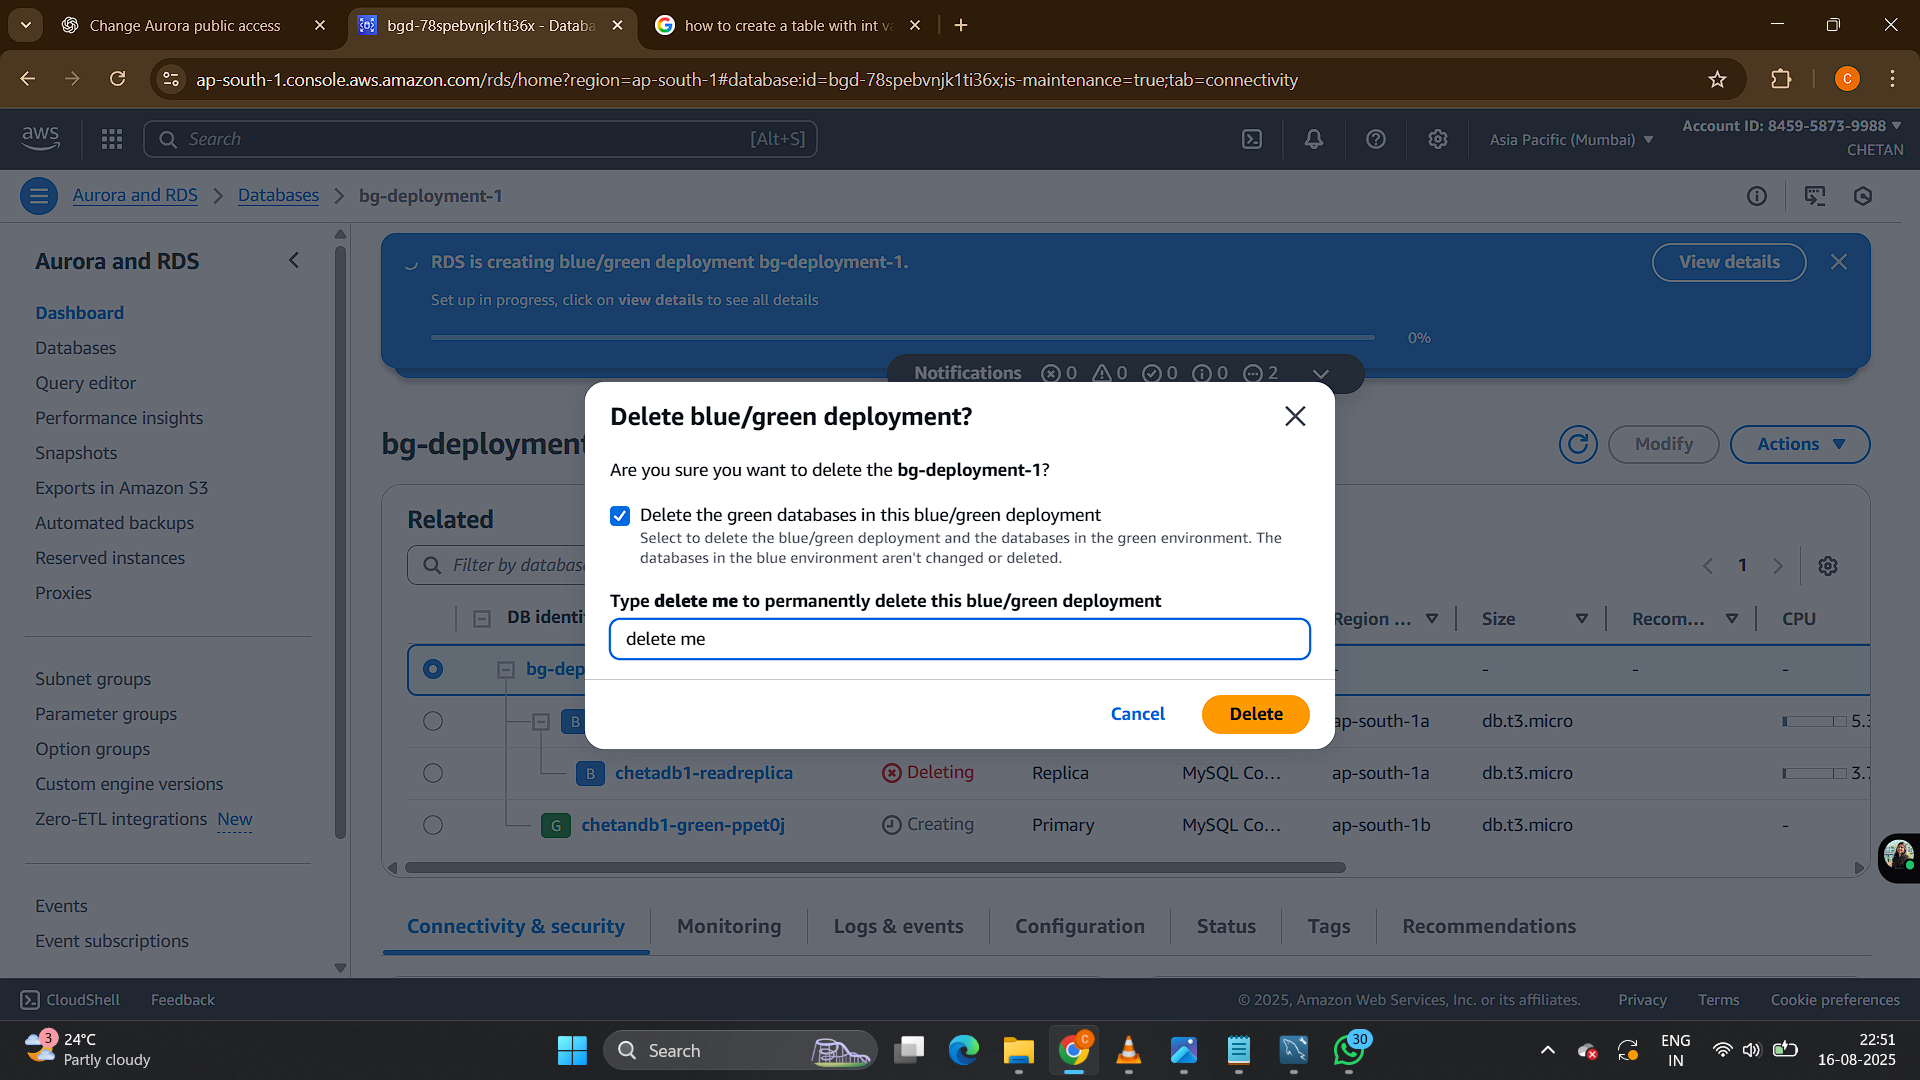 Change Aurora public access
bgd-78spebvnjk1ti36x - Databa
how to create a table with int va
ap-south-1.console.aws.amazon.com/rds/home?region=ap-south-1#database:id=bgd-78spebvnjk1ti36x;is-maintenance=true;tab=connectivity
C
aws
Search
[Alt+S]
Asia Pacific (Mumbai)
Account ID: 8459-5873-9988
CHETAN
Aurora and RDS
Databases
bg-deployment-1
Aurora and RDS
Dashboard
Databases
Query editor
Performance insights
Snapshots
Exports in Amazon S3
Automated backups
Reserved instances
Proxies
Subnet groups
Parameter groups
Option groups
Custom engine versions
Zero-ETL integrations New
Events
Event subscriptions
RDS is creating blue/green deployment bg-deployment-1.
View details
Set up in progress, click on view details to see all details
0%
Notifications 0 0 0 0 2
bg-deployment
Modify
Actions
Related
Filter by databas
1
DB identi
Region ...
Size
Recom...
CPU
bg-dep
-
-
-
-
B
ap-south-1a
db.t3.micro
5.3
B
chetadb1-readreplica
Deleting
Replica
MySQL Co...
ap-south-1a
db.t3.micro
3.7
G
chetandb1-green-ppet0j
Creating
Primary
MySQL Co...
ap-south-1b
db.t3.micro
-
Delete blue/green deployment?
Are you sure you want to delete the bg-deployment-1?
Delete the green databases in this blue/green deployment
Select to delete the blue/green deployment and the databases in the green environment. The
databases in the blue environment aren't changed or deleted.
Type delete me to permanently delete this blue/green deployment
delete me
Cancel
Delete
Connectivity & security
Monitoring
Logs & events
Configuration
Status
Tags
Recommendations
CloudShell
Feedback
© 2025, Amazon Web Services, Inc. or its affiliates.
Privacy
Terms
Cookie preferences
3
24°C
Partly cloudy
Search
C
30
ENG
IN
22:51
16-08-2025